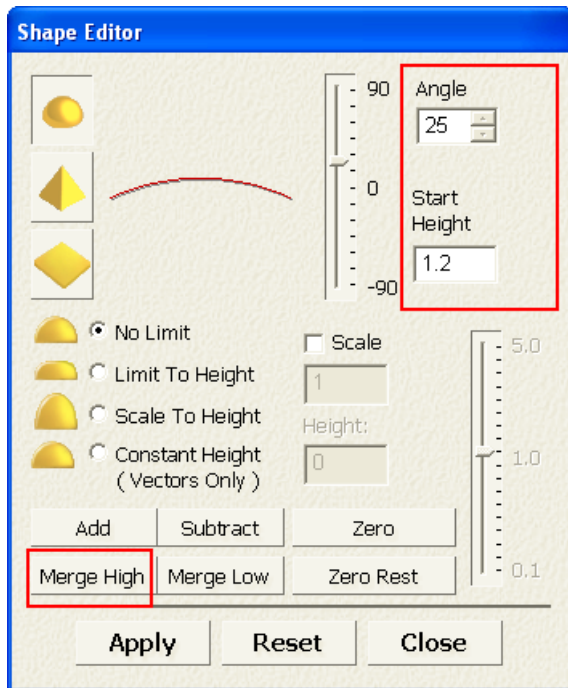 Shape Editor
90
0
-90
Angle
25
Start
Height
1.2
No Limit
Limit To Height
Scale To Height
Constant Height
( Vectors Only )
Scale
1
Height:
0
5.0
1.0
0.1
Add
Subtract
Zero
Merge High
Merge Low
Zero Rest
Apply
Reset
Close